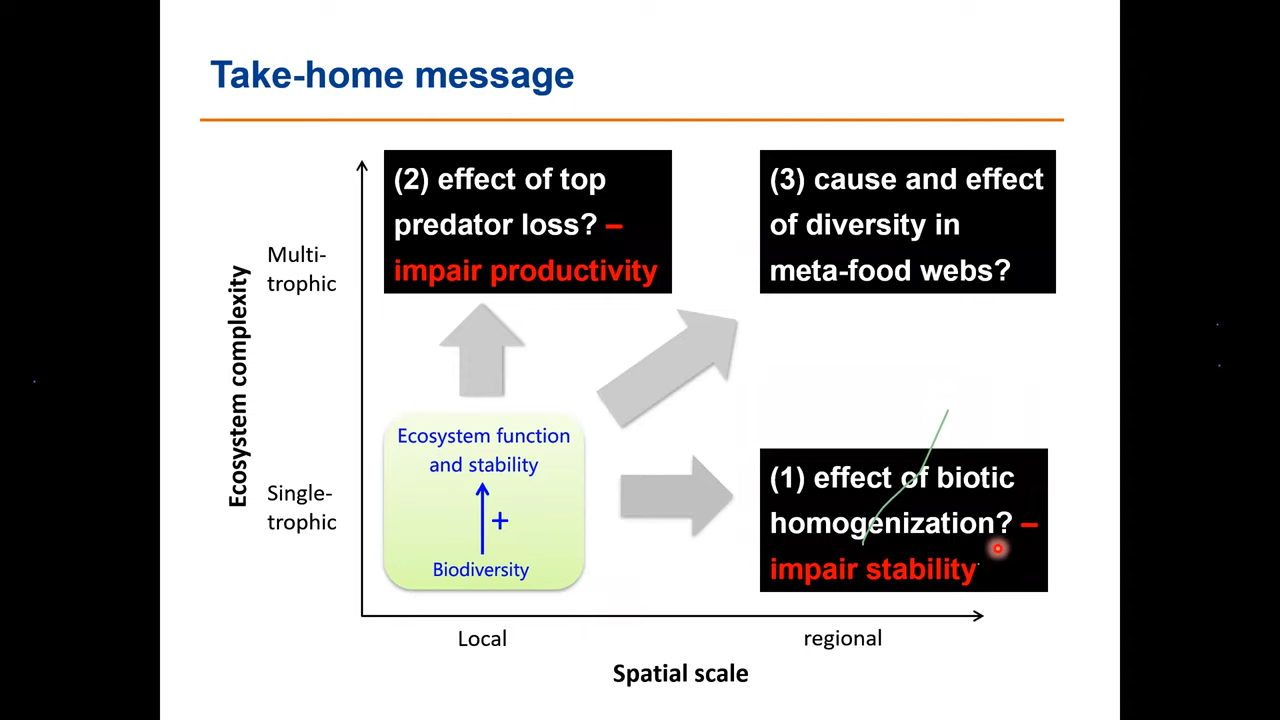 Take-home message
(2) effect of top
predator loss? –
impair productivity
(3) cause and effect
of diversity in
meta-food webs?
Multi-
trophic
Ecosystem complexity
Ecosystem function
and stability
+
Biodiversity
Single-
trophic
(1) effect of biotic
homogenization? –
impair stability
Local
regional
Spatial scale